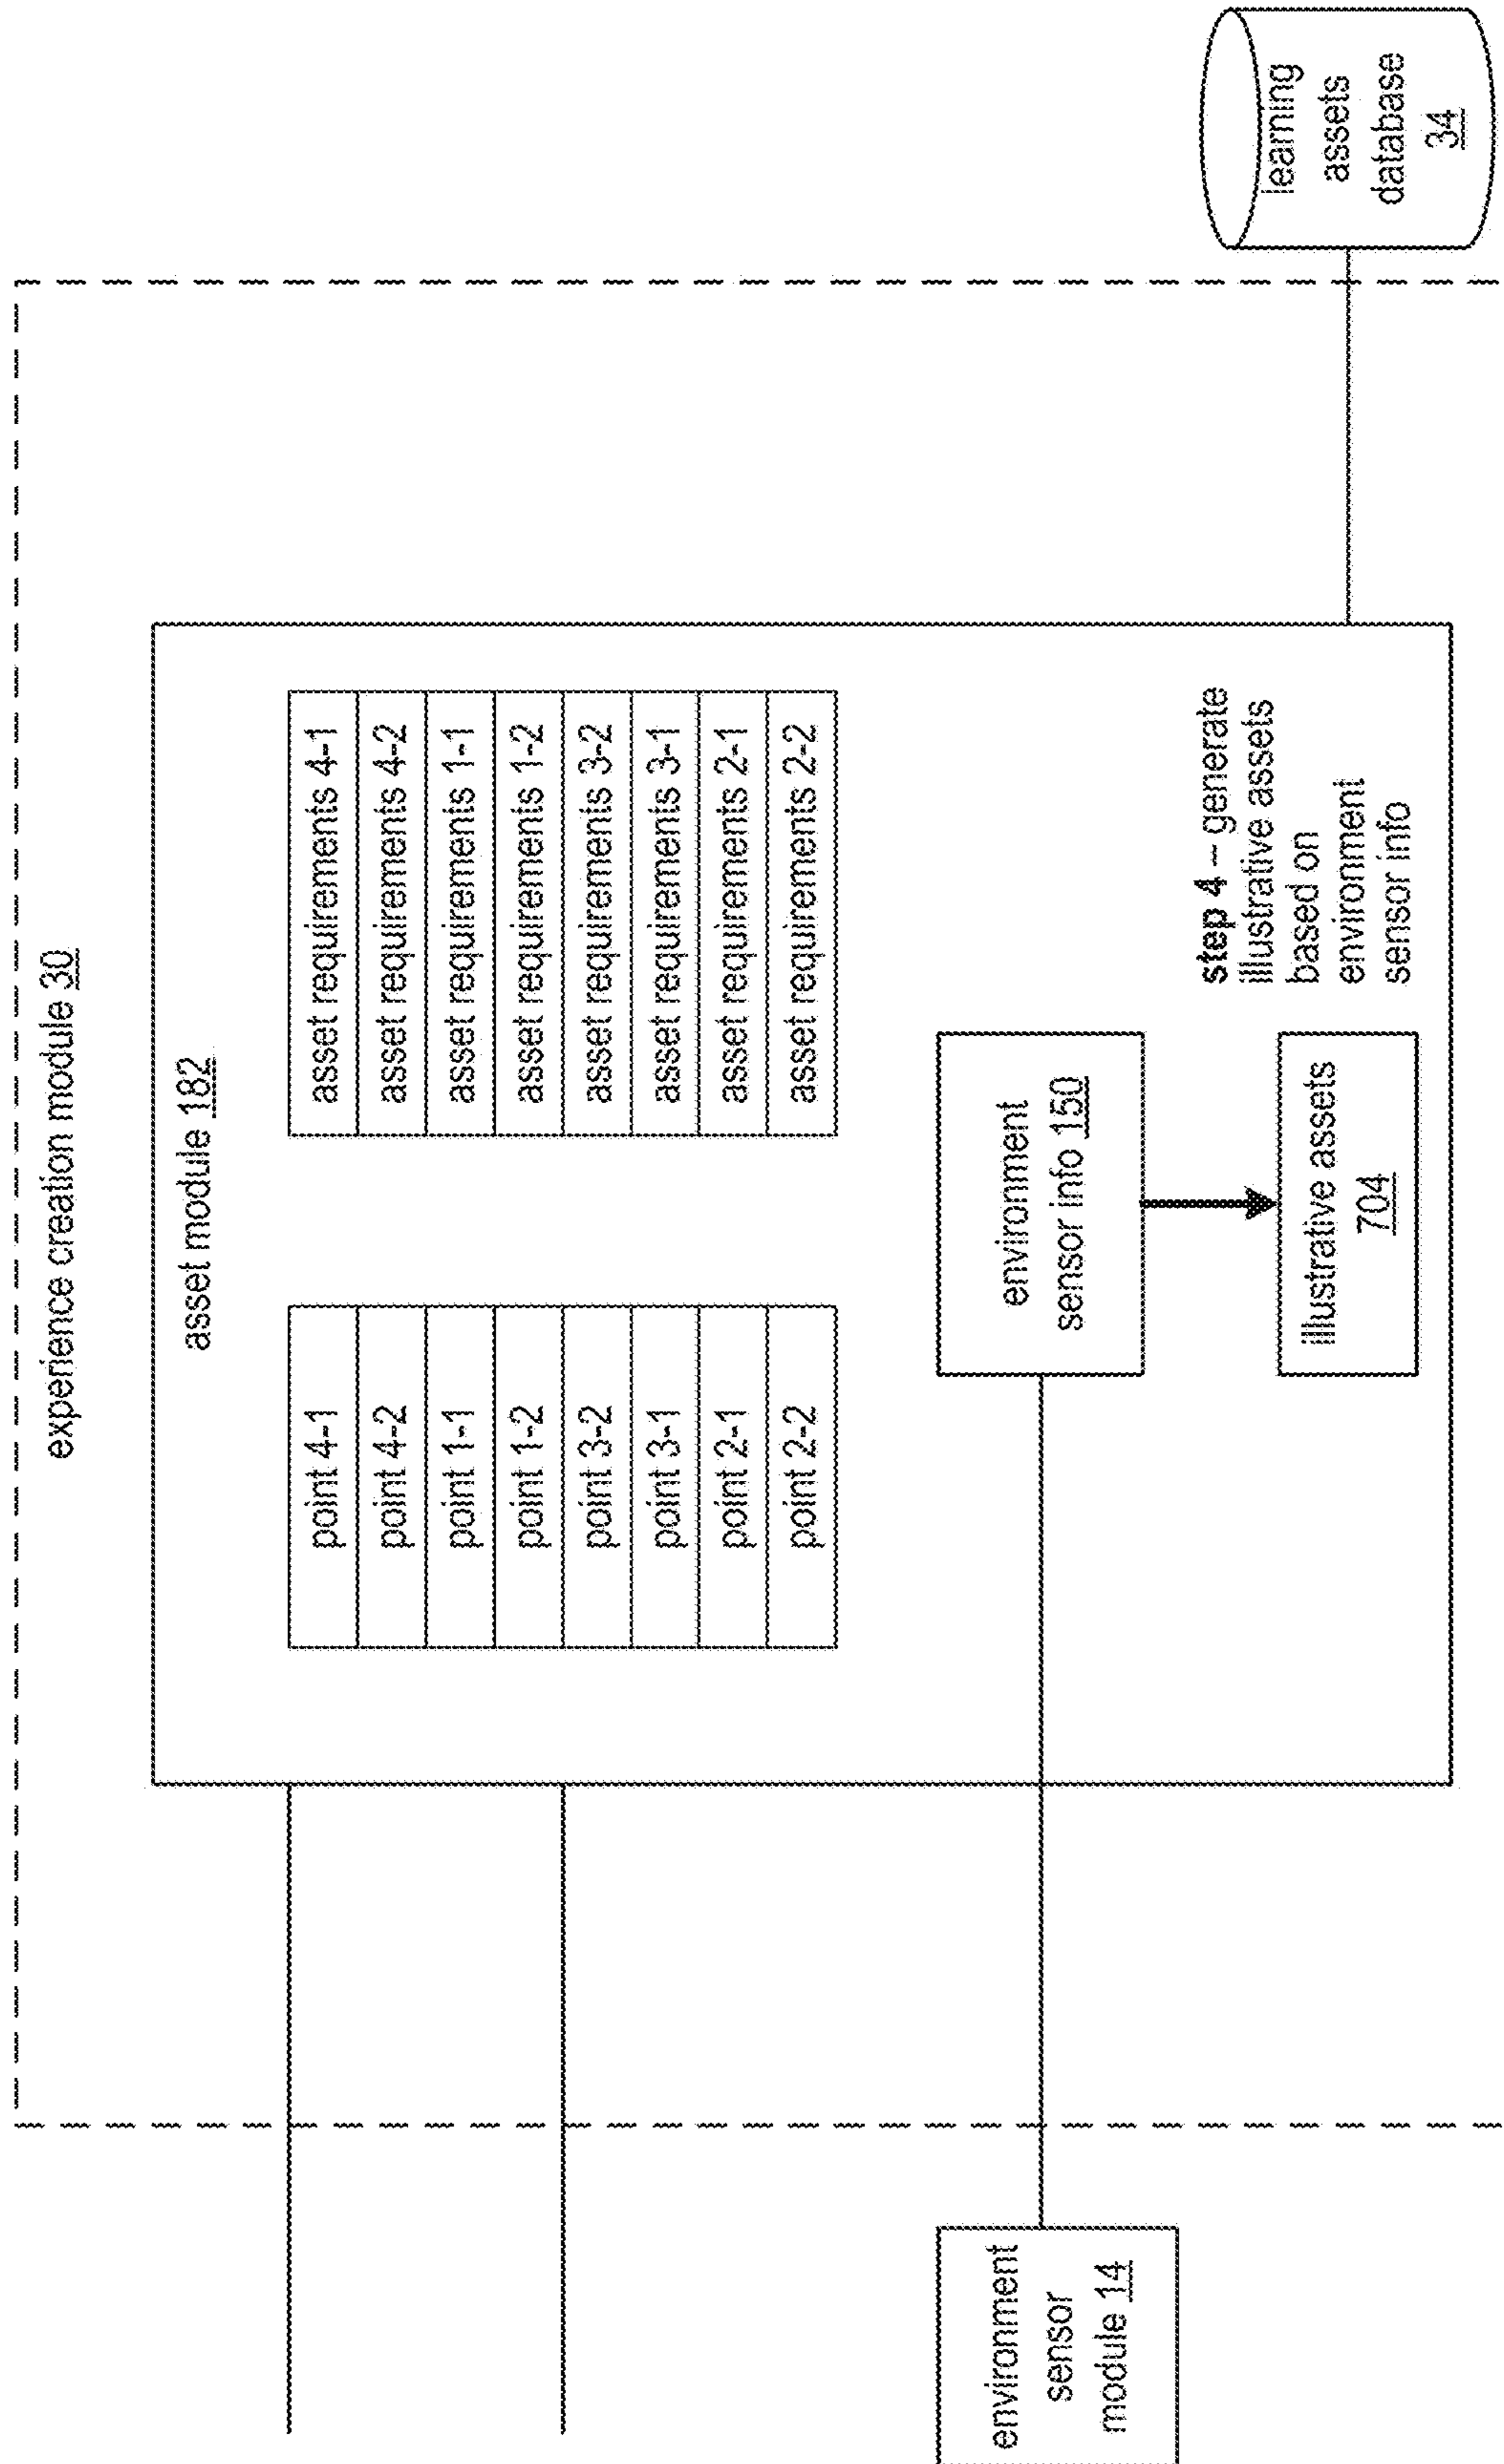 experience creation module 30
asset module 182
point 4-1
point 4-2
point 1-1
point 1-2
point 3-2
point 3-1
point 2-1
point 2-2
asset requirements 4-1
asset requirements 4-2
asset requirements 1-1
asset requirements 1-2
asset requirements 3-2
asset requirements 3-1
asset requirements 2-1
asset requirements 2-2
environment
sensor
module 14
environment
sensor info 150
illustrative assets
704
step 4 – generate
illustrative assets
based on
environment
sensor info
learning
assets
database
34